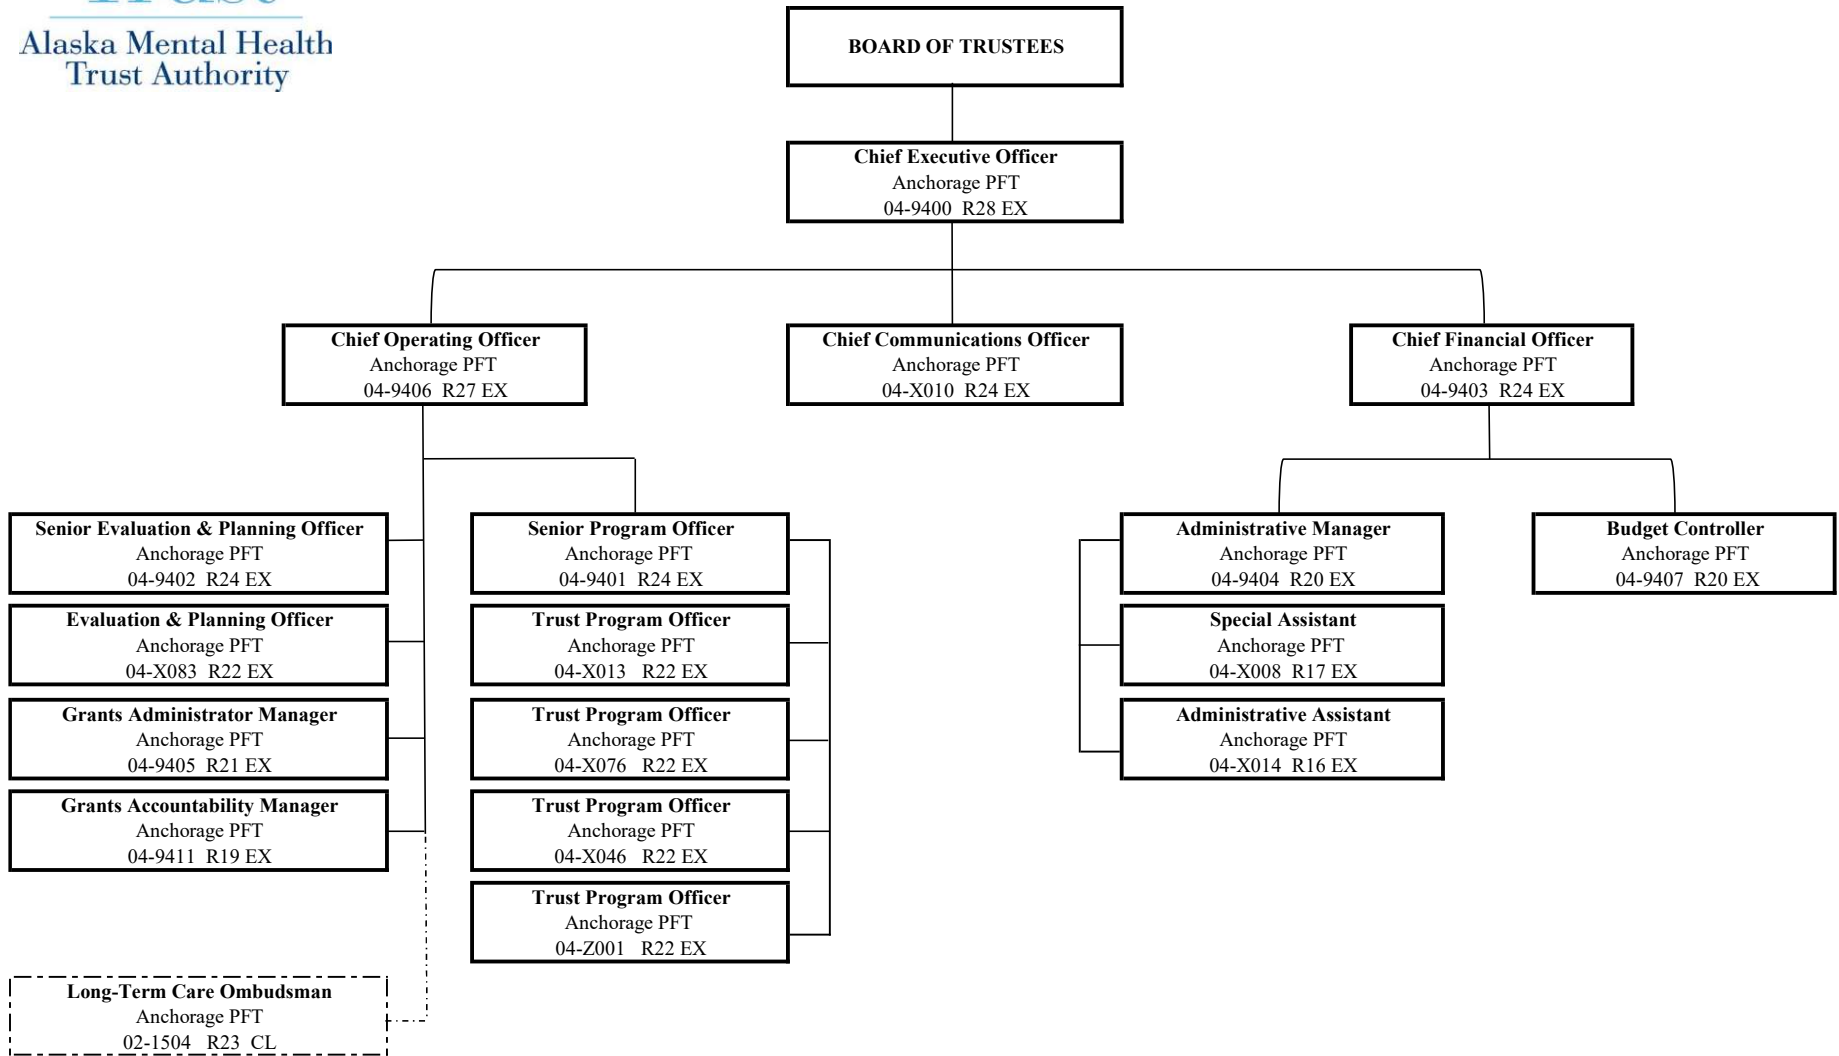 Alaska Mental Health
Trust Authority
BOARD OF TRUSTEES
Chief Executive Officer
Anchorage PFT
04-9400 R28 EX
Chief Operating Officer
Anchorage PFT
04-9406 R27 EX
Chief Communications Officer
Anchorage PFT
04-X010 R24 EX
Chief Financial Officer
Anchorage PFT
04-9403 R24 EX
Senior Evaluation & Planning Officer
Anchorage PFT
04-9402 R24 EX
Evaluation & Planning Officer
Anchorage PFT
04-X083 R22 EX
Grants Administrator Manager
Anchorage PFT
04-9405 R21 EX
Grants Accountability Manager
Anchorage PFT
04-9411 R19 EX
Long-Term Care Ombudsman
Anchorage PFT
02-1504 R23 CL
Senior Program Officer
Anchorage PFT
04-9401 R24 EX
Trust Program Officer
Anchorage PFT
04-X013 R22 EX
Trust Program Officer
Anchorage PFT
04-X076 R22 EX
Trust Program Officer
Anchorage PFT
04-X046 R22 EX
Trust Program Officer
Anchorage PFT
04-Z001 R22 EX
Administrative Manager
Anchorage PFT
04-9404 R20 EX
Special Assistant
Anchorage PFT
04-X008 R17 EX
Administrative Assistant
Anchorage PFT
04-X014 R16 EX
Budget Controller
Anchorage PFT
04-9407 R20 EX